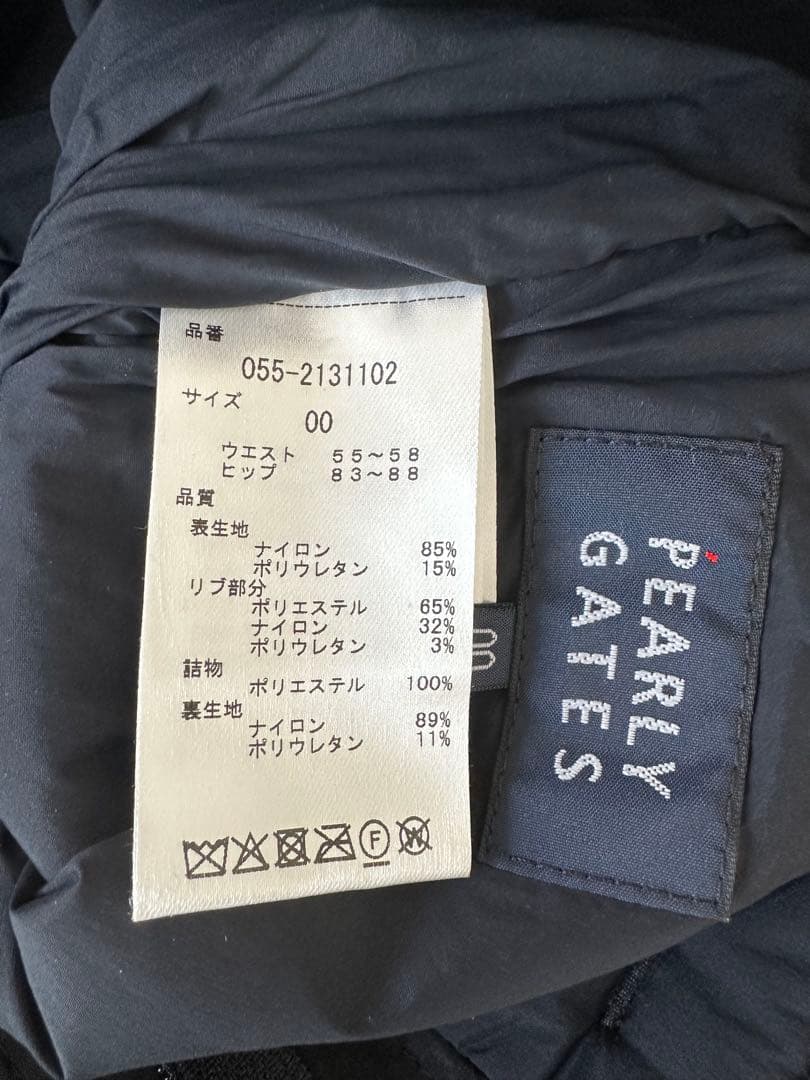 品番
055-2131102
サイズ
00
ウエスト 55~58
ヒップ 83~88
品質
表生地
ナイロン 85%
ポリウレタン 15%
リブ部分
ポリエステル 65%
ナイロン 32%
ポリウレタン 3%
詰物
ポリエステル 100%
裏生地
ナイロン 89%
ポリウレタン 11%
F
W
00
PEARLY
GATES